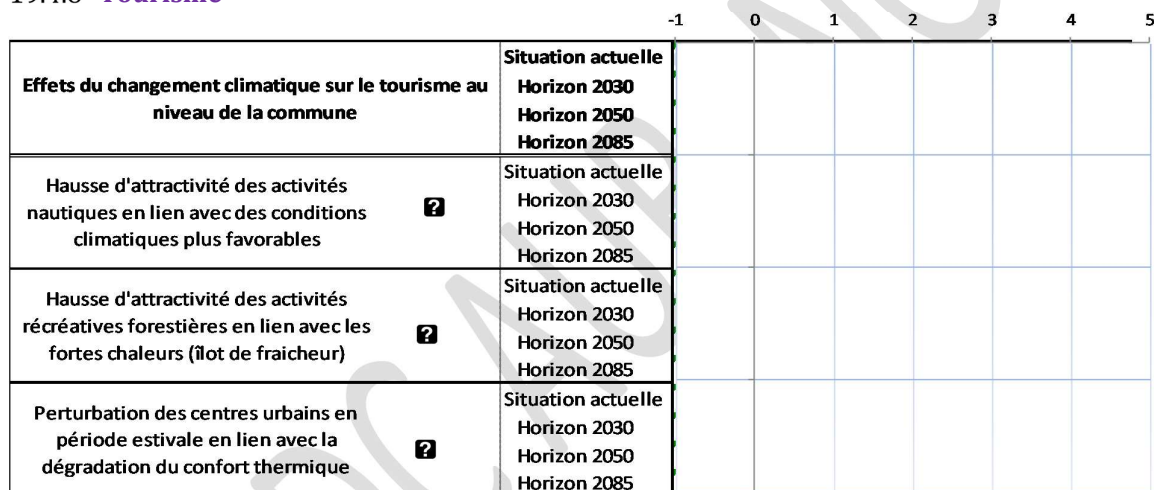 Tourisme
-1 0 1 2 3 4 5
Effets du changement climatique sur le tourisme au
niveau de la commune
Situation actuelle
Horizon 2030
Horizon 2050
Horizon 2085
Hausse d'attractivité des activités
nautiques en lien avec des conditions
climatiques plus favorables
?
Situation actuelle
Horizon 2030
Horizon 2050
Horizon 2085
Hausse d'attractivité des activités
récréatives forestières en lien avec les
fortes chaleurs (îlot de fraicheur)
?
Situation actuelle
Horizon 2030
Horizon 2050
Horizon 2085
Perturbation des centres urbains en
période estivale en lien avec la
dégradation du confort thermique
?
Situation actuelle
Horizon 2030
Horizon 2050
Horizon 2085